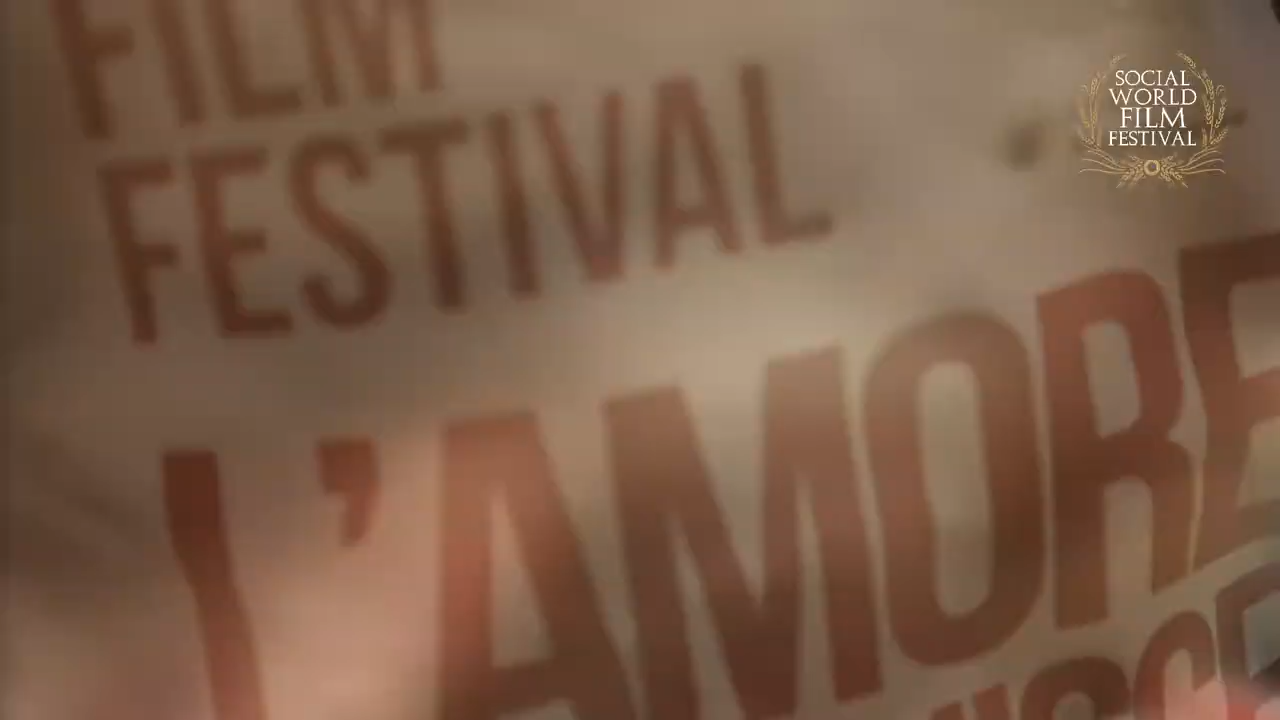 FILM
FESTIVAL
L'AMORE
SOCIAL
WORLD
FILM
FESTIVAL